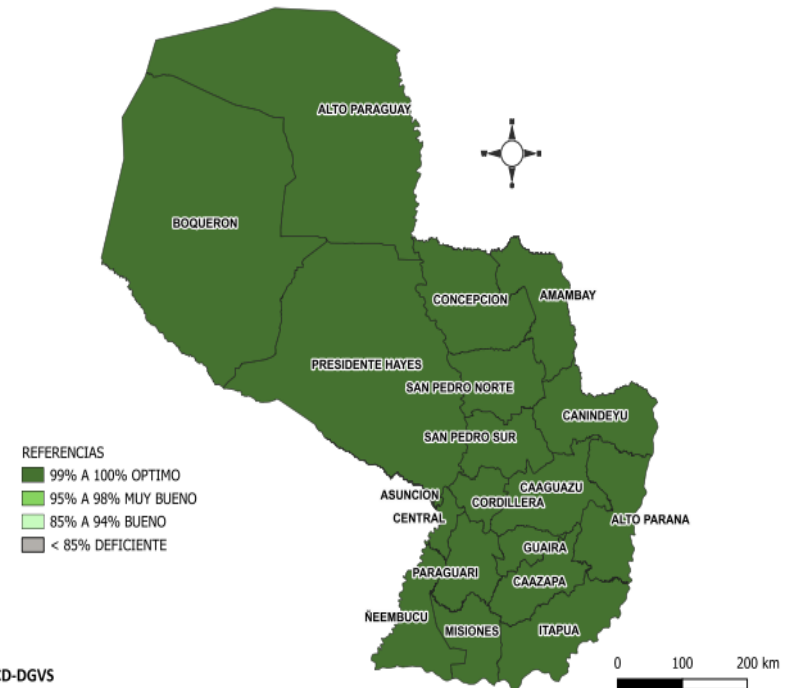 ALTO PARAGUAY
BOQUERON
CONCEPCION
AMAMBAY
PRESIDENTE HAYES
SAN PEDRO NORTE
CANINDEYU
SAN PEDRO SUR
REFERENCIAS
99% A 100% OPTIMO
95% A 98% MUY BUENO
85% A 94% BUENO
< 85% DEFICIENTE
ASUNCION
CAAGUAZU
CORDILLERA
CENTRAL
ALTO PARANA
GUAIRA
PARAGUARI
CAAZAPA
ÑEEMBUCU
MISIONES
ITAPUA
CD-DGVS
0 100 200 km